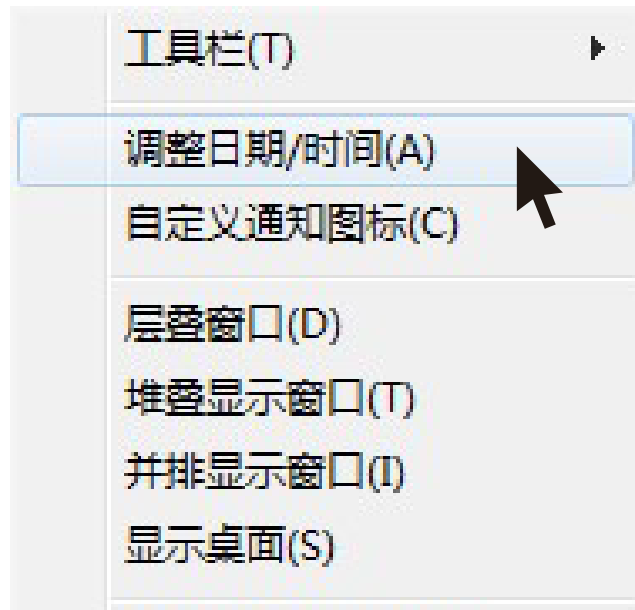 工具栏(T)
调整日期/时间(A)
自定义通知图标(C)
层叠窗口(D)
堆叠显示窗口(T)
并排显示窗口(I)
显示桌面(S)